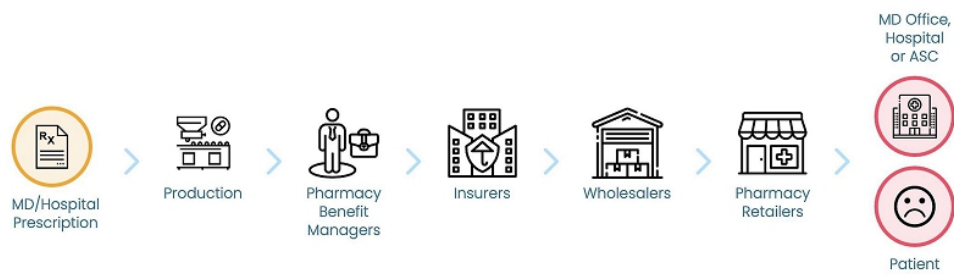 MD/Hospital
Prescription
Rx
Production
Pharmacy
Benefit
Managers
Insurers
Wholesalers
Pharmacy
Retailers
MD Office,
Hospital
or ASC
Patient